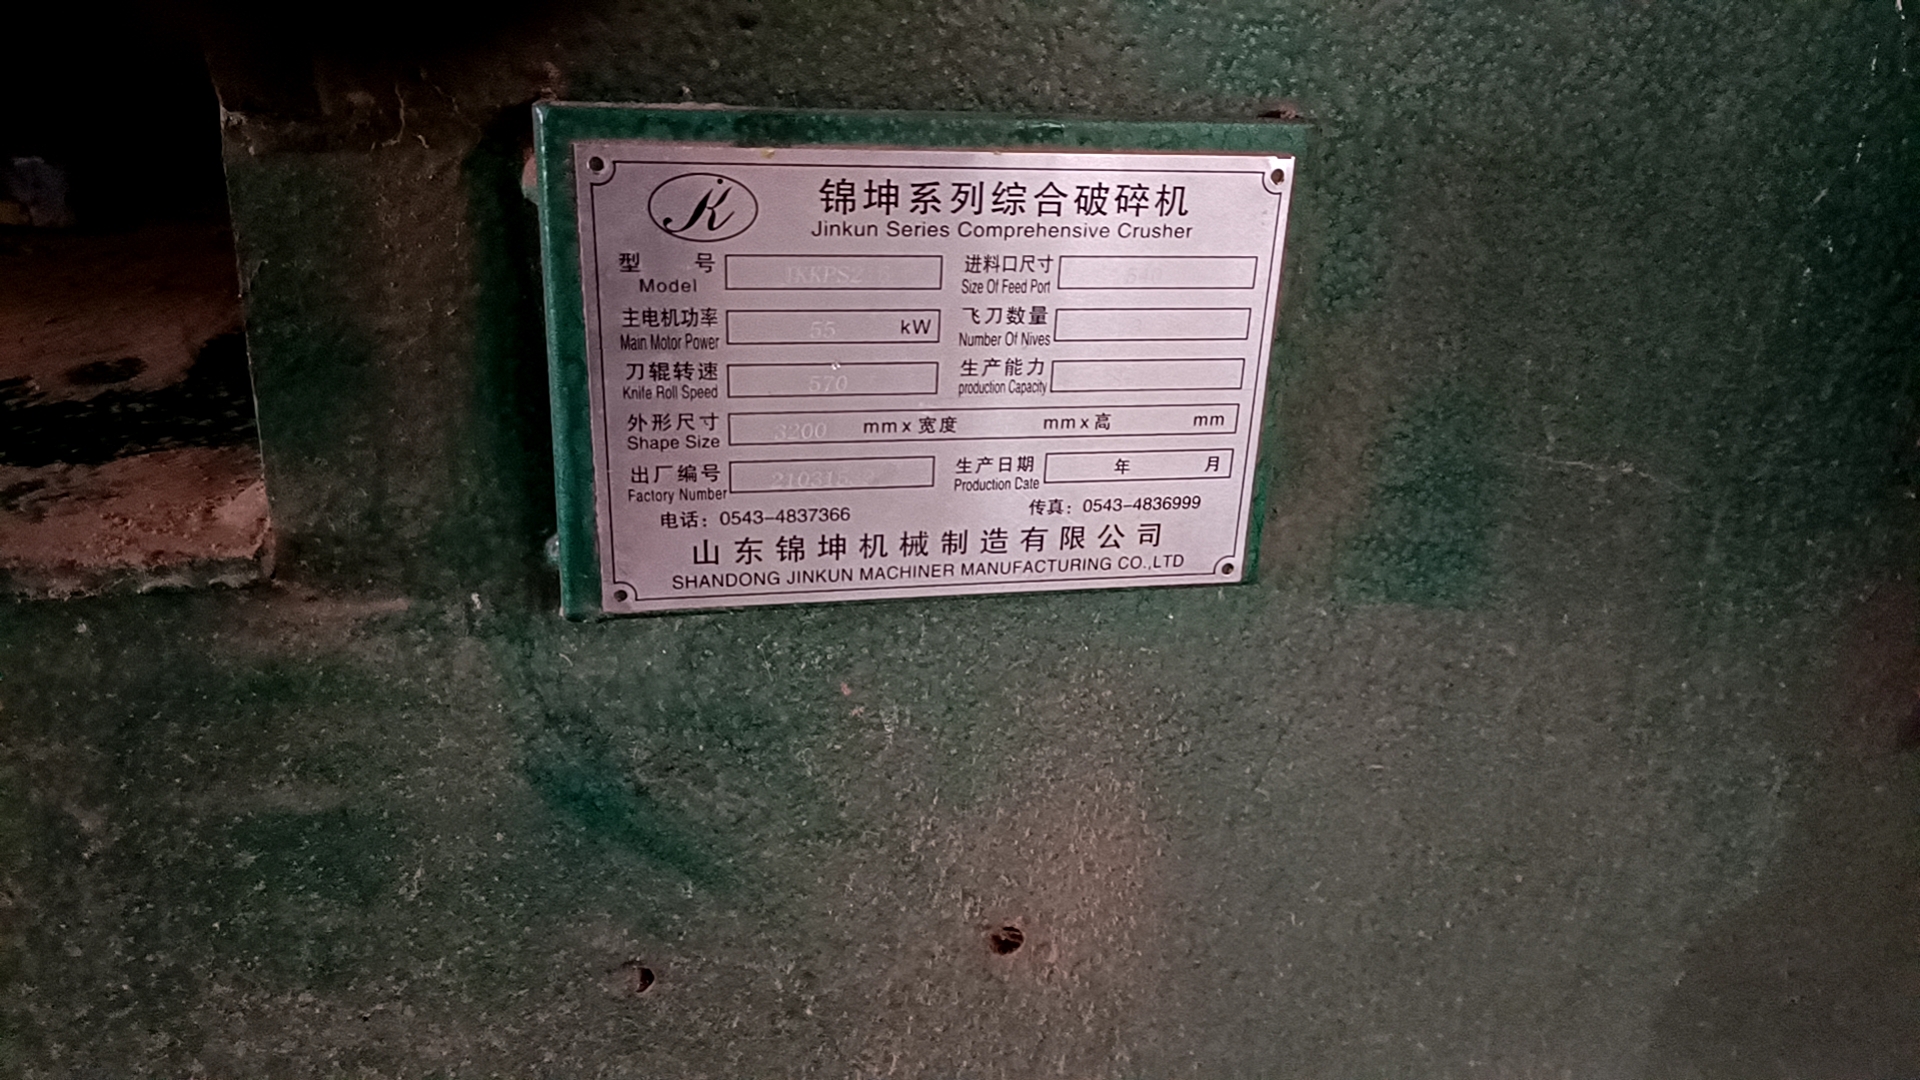 JK
锦坤系列综合破碎机
Jinkun Series Comprehensive Crusher
型 号 进料口尺寸
Model Size Of Feed Port
主电机功率 55 kW 飞刀数量
Main Motor Power Number Of Nives
刀辊转速 570 生产能力
Knife Roll Speed production Capacity
外形尺寸 3200 mm x 宽度 mm x 高 mm
Shape Size
出厂编号 生产日期 年 月
Factory Number Production Date
电话：0543-4837366 传真：0543-4836999
山东锦坤机械制造有限公司
SHANDONG JINKUN MACHINER MANUFACTURING CO.,LTD